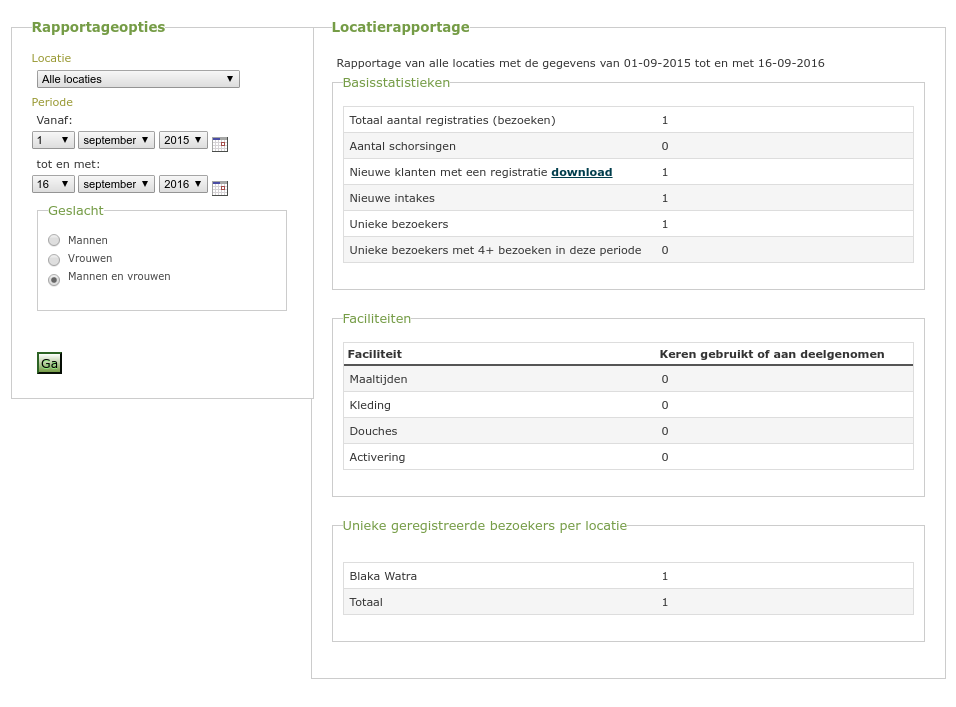 Rapportageopties
Locatie
Alle locaties
Periode
Vanaf:
1 september 2015
tot en met:
16 september 2016
Geslacht
Mannen
Vrouwen
Mannen en vrouwen
Ga
Locatierapportage
Rapportage van alle locaties met de gegevens van 01-09-2015 tot en met 16-09-2016
Basisstatistieken
Totaal aantal registraties (bezoeken) 1
Aantal schorsingen 0
Nieuwe klanten met een registratie download 1
Nieuwe intakes 1
Unieke bezoekers 1
Unieke bezoekers met 4+ bezoeken in deze periode 0
Faciliteiten
Faciliteit Keren gebruikt of aan deelgenomen
Maaltijden 0
Kleding 0
Douches 0
Activering 0
Unieke geregistreerde bezoekers per locatie
Blaka Watra 1
Totaal 1